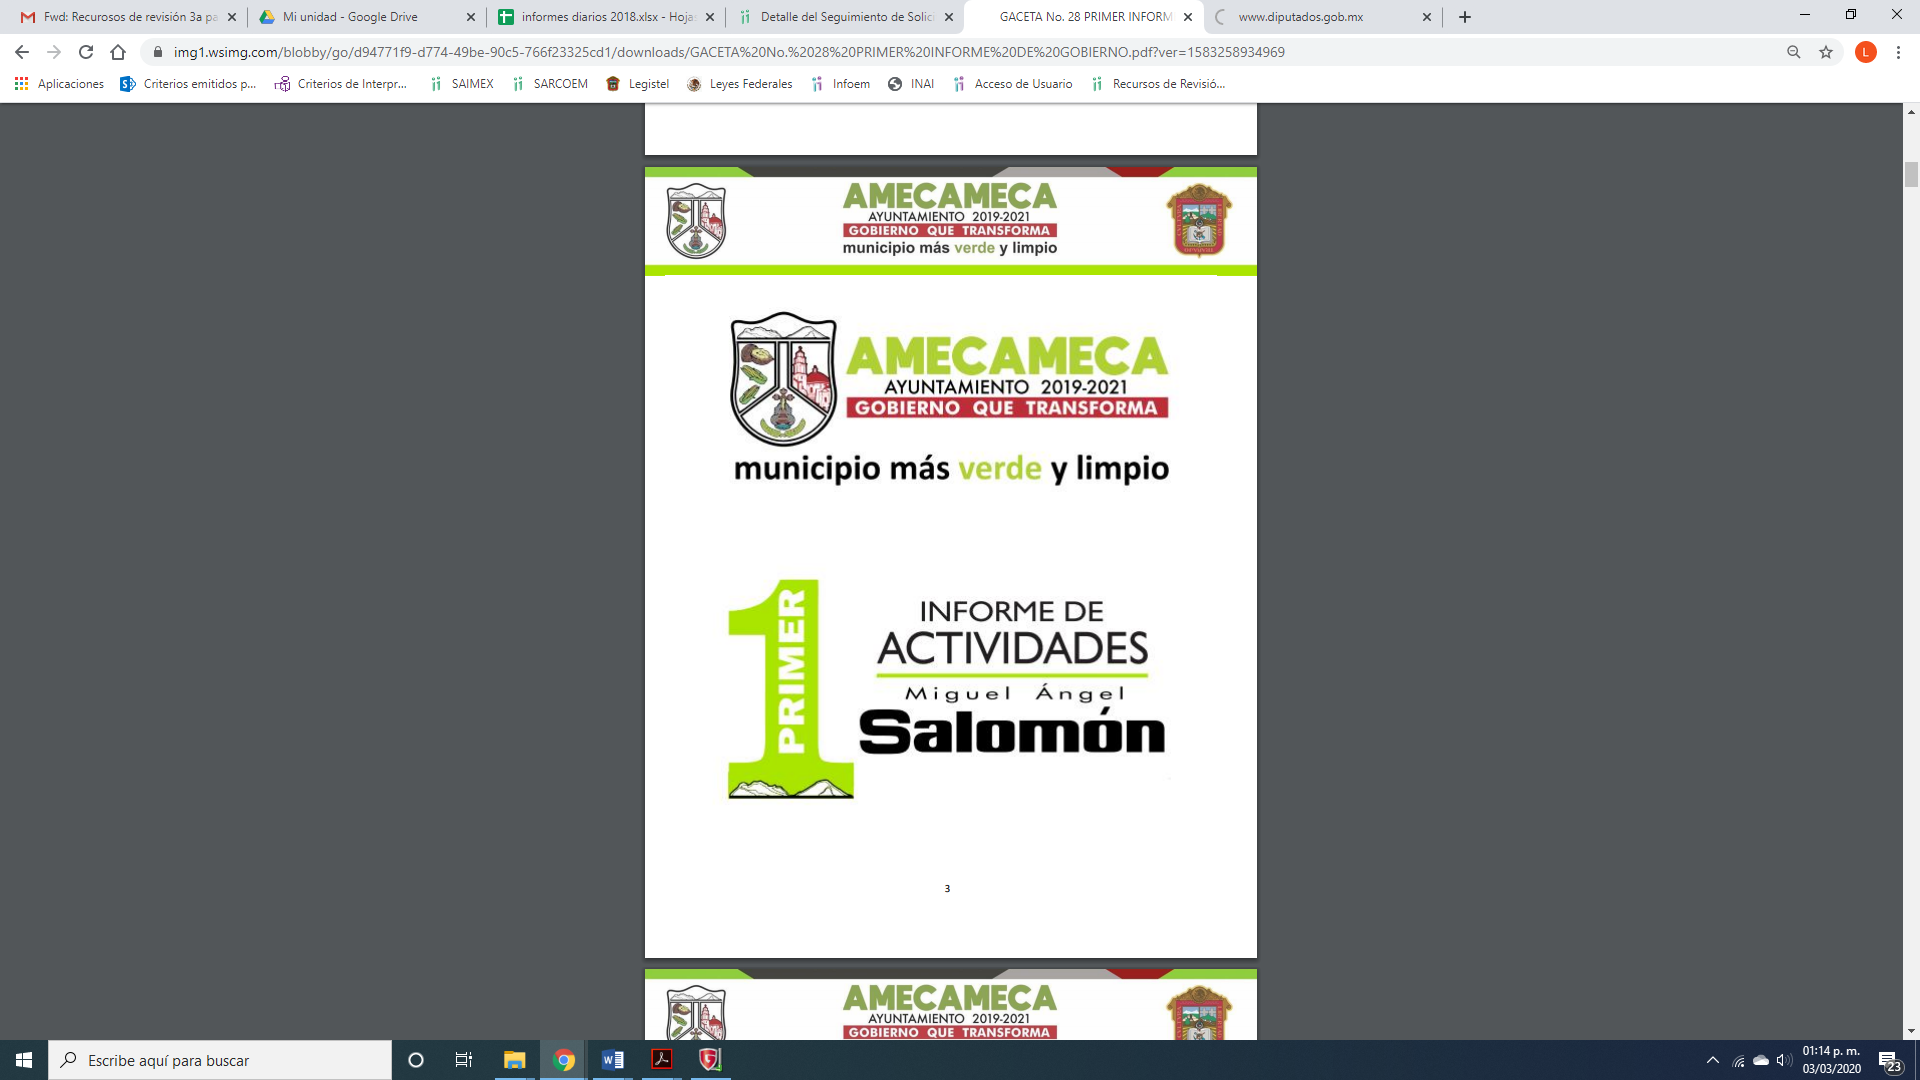 Fwd: Recurosos de revisión 3a pa
Mi unidad - Google Drive
informes diarios 2018.xlsx - Hoja
Detalle del Seguimiento de Solici
GACETA No. 28 PRIMER INFORM
www.diputados.gob.mx
img1.wsimg.com/blobby/go/d94771f9-d774-49be-90c5-766f23325cd1/downloads/GACETA%20No.%2028%20PRIMER%20INFORME%20DE%20GOBIERNO.pdf?ver=1583258934969
L
Aplicaciones
Criterios emitidos p...
Criterios de Interpr...
SAIMEX
SARCOEM
Legistel
Leyes Federales
Infoem
INAI
Acceso de Usuario
Recursos de Revisió...
AMECAMECA
AYUNTAMIENTO 2019-2021
GOBIERNO QUE TRANSFORMA
municipio más verde y limpio
AMECAMECA
AYUNTAMIENTO 2019-2021
GOBIERNO QUE TRANSFORMA
municipio más verde y limpio
PRIMER
INFORME DE
ACTIVIDADES
Miguel Ángel
Salomón
3
AMECAMECA
AYUNTAMIENTO 2019-2021
GOBIERNO QUE TRANSFORMA
Escribe aquí para buscar
01:14 p. m.
03/03/2020
23